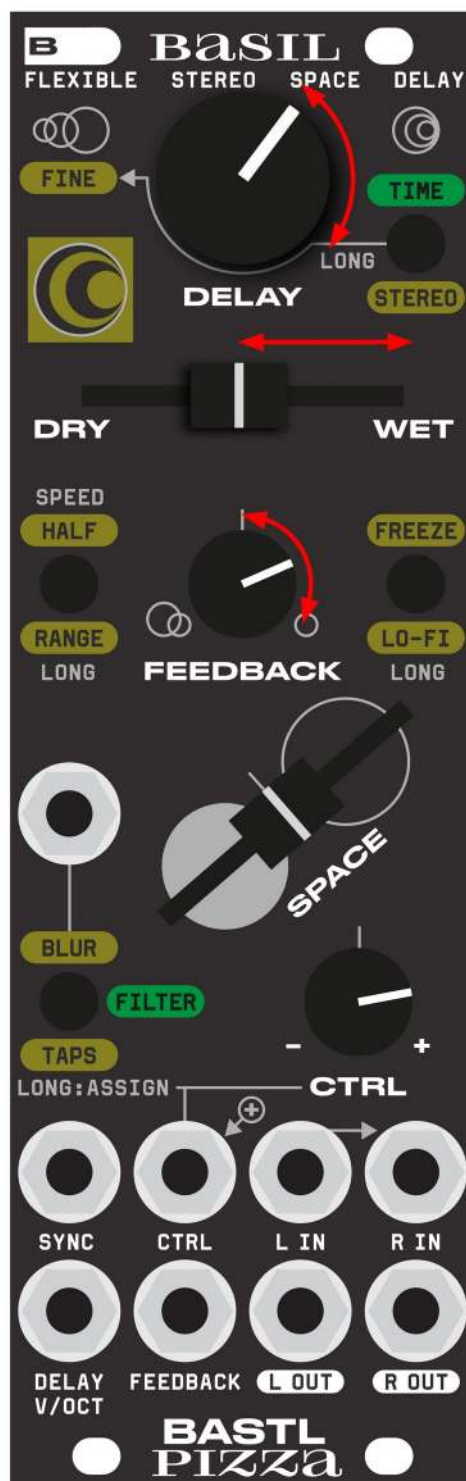 B BASIL
FLEXIBLE STEREO SPACE DELAY
FINE
TIME
LONG
STEREO
DELAY
DRY WET
SPEED
HALF FREEZE
RANGE LO-FI
LONG FEEDBACK LONG
SPACE
BLUR
FILTER
TAPS
- +
LONG:ASSIGN CTRL
SYNC CTRL L IN R IN
DELAY FEEDBACK L OUT R OUT
V/OCT
BASTL
PIZZa